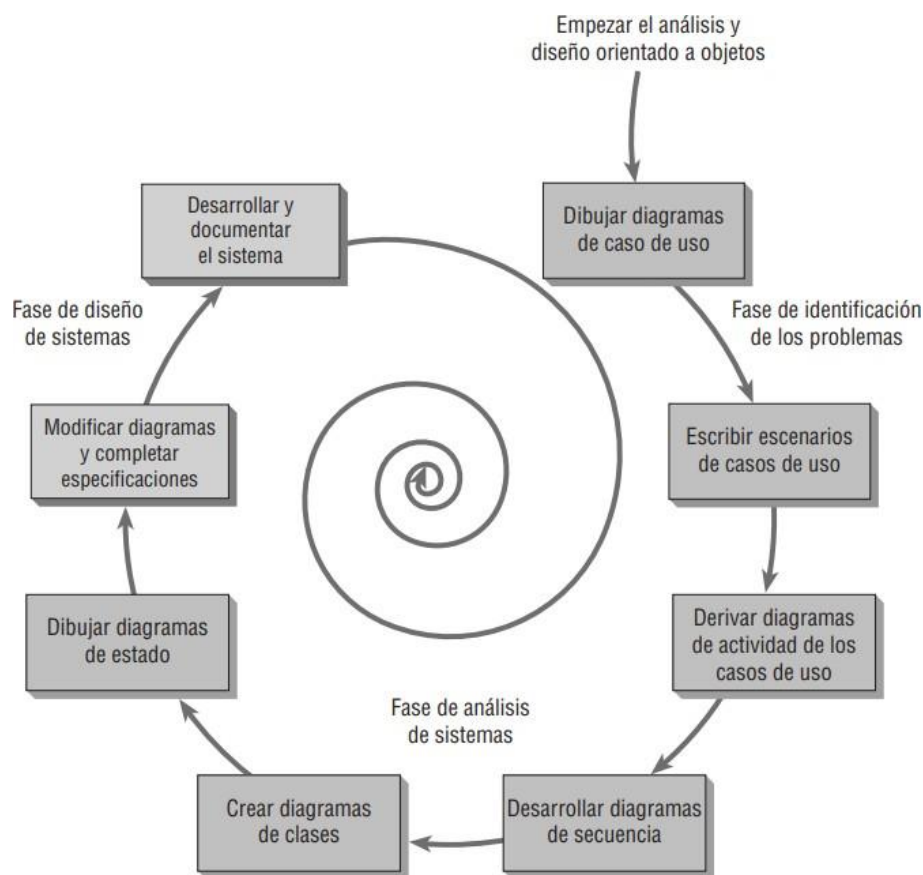 Empezar el análisis y
diseño orientado a objetos
Dibujar diagramas
de caso de uso
Fase de identificación
de los problemas
Escribir escenarios
de casos de uso
Derivar diagramas
de actividad de los
casos de uso
Desarrollar diagramas
de secuencia
Fase de análisis
de sistemas
Crear diagramas
de clases
Dibujar diagramas
de estado
Modificar diagramas
y completar
especificaciones
Fase de diseño
de sistemas
Desarrollar y
documentar
el sistema